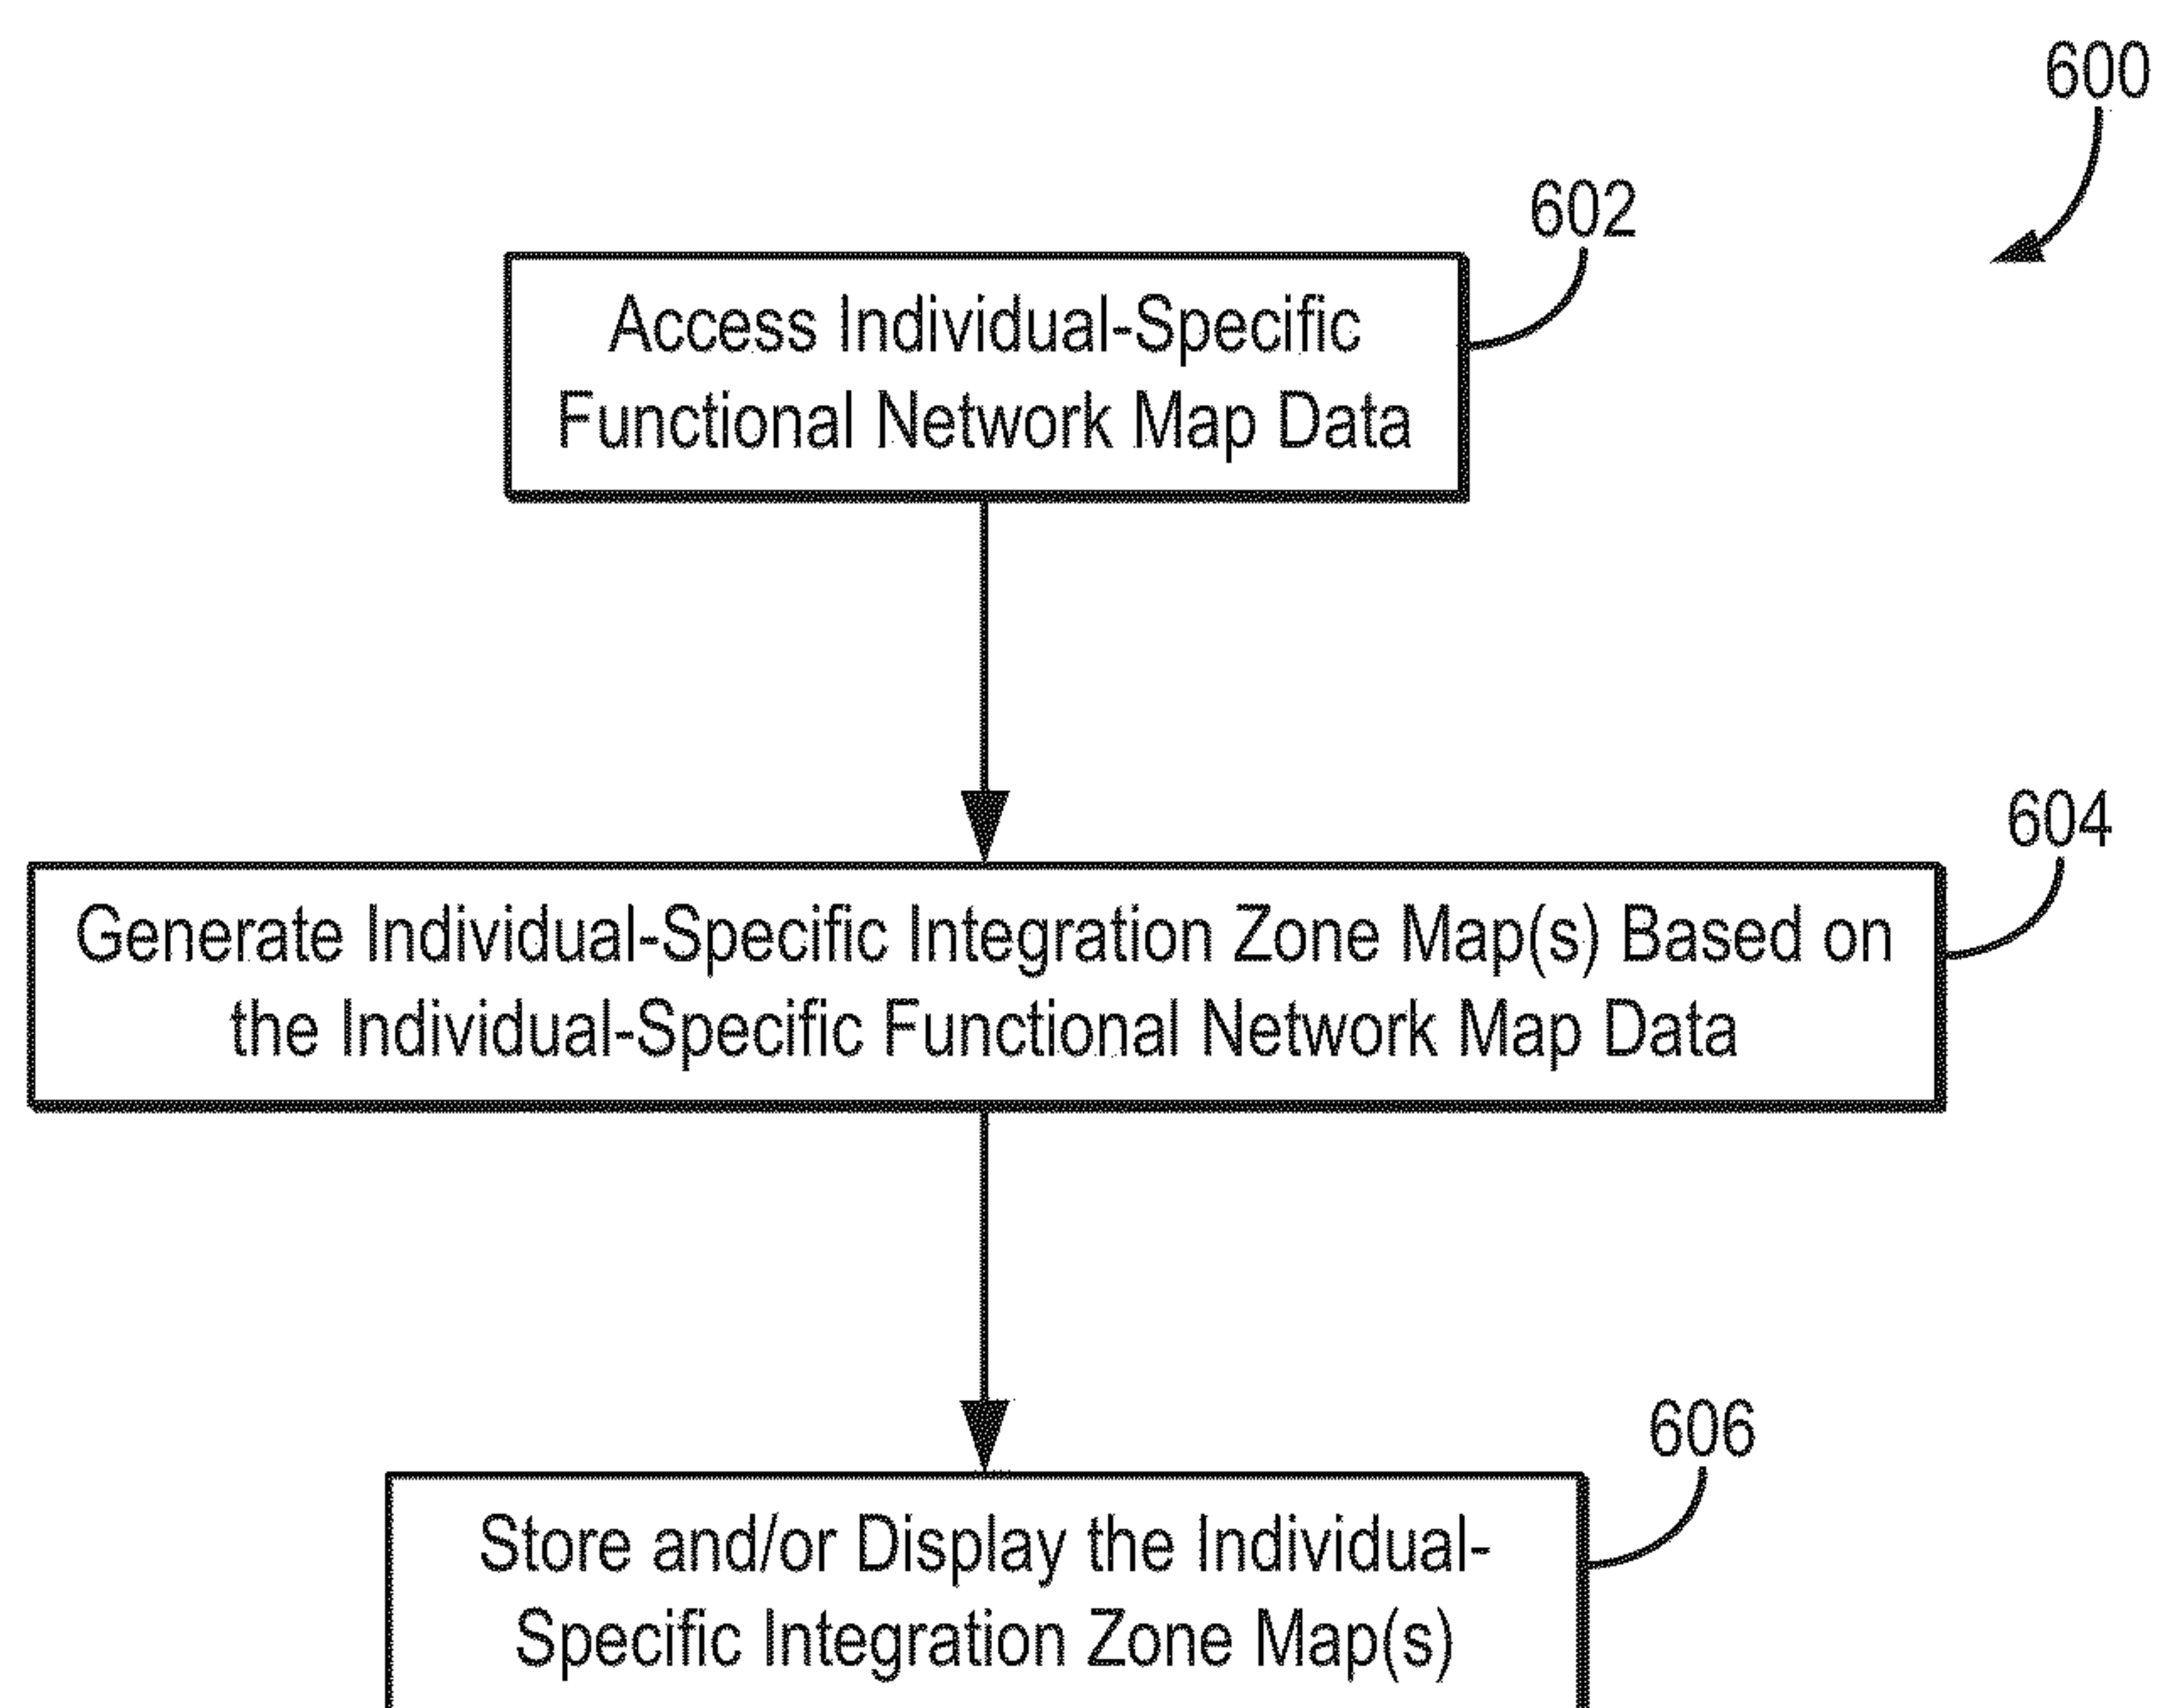 600
602
Access Individual-Specific
Functional Network Map Data
604
Generate Individual-Specific Integration Zone Map(s) Based on
the Individual-Specific Functional Network Map Data
606
Store and/or Display the Individual-
Specific Integration Zone Map(s)